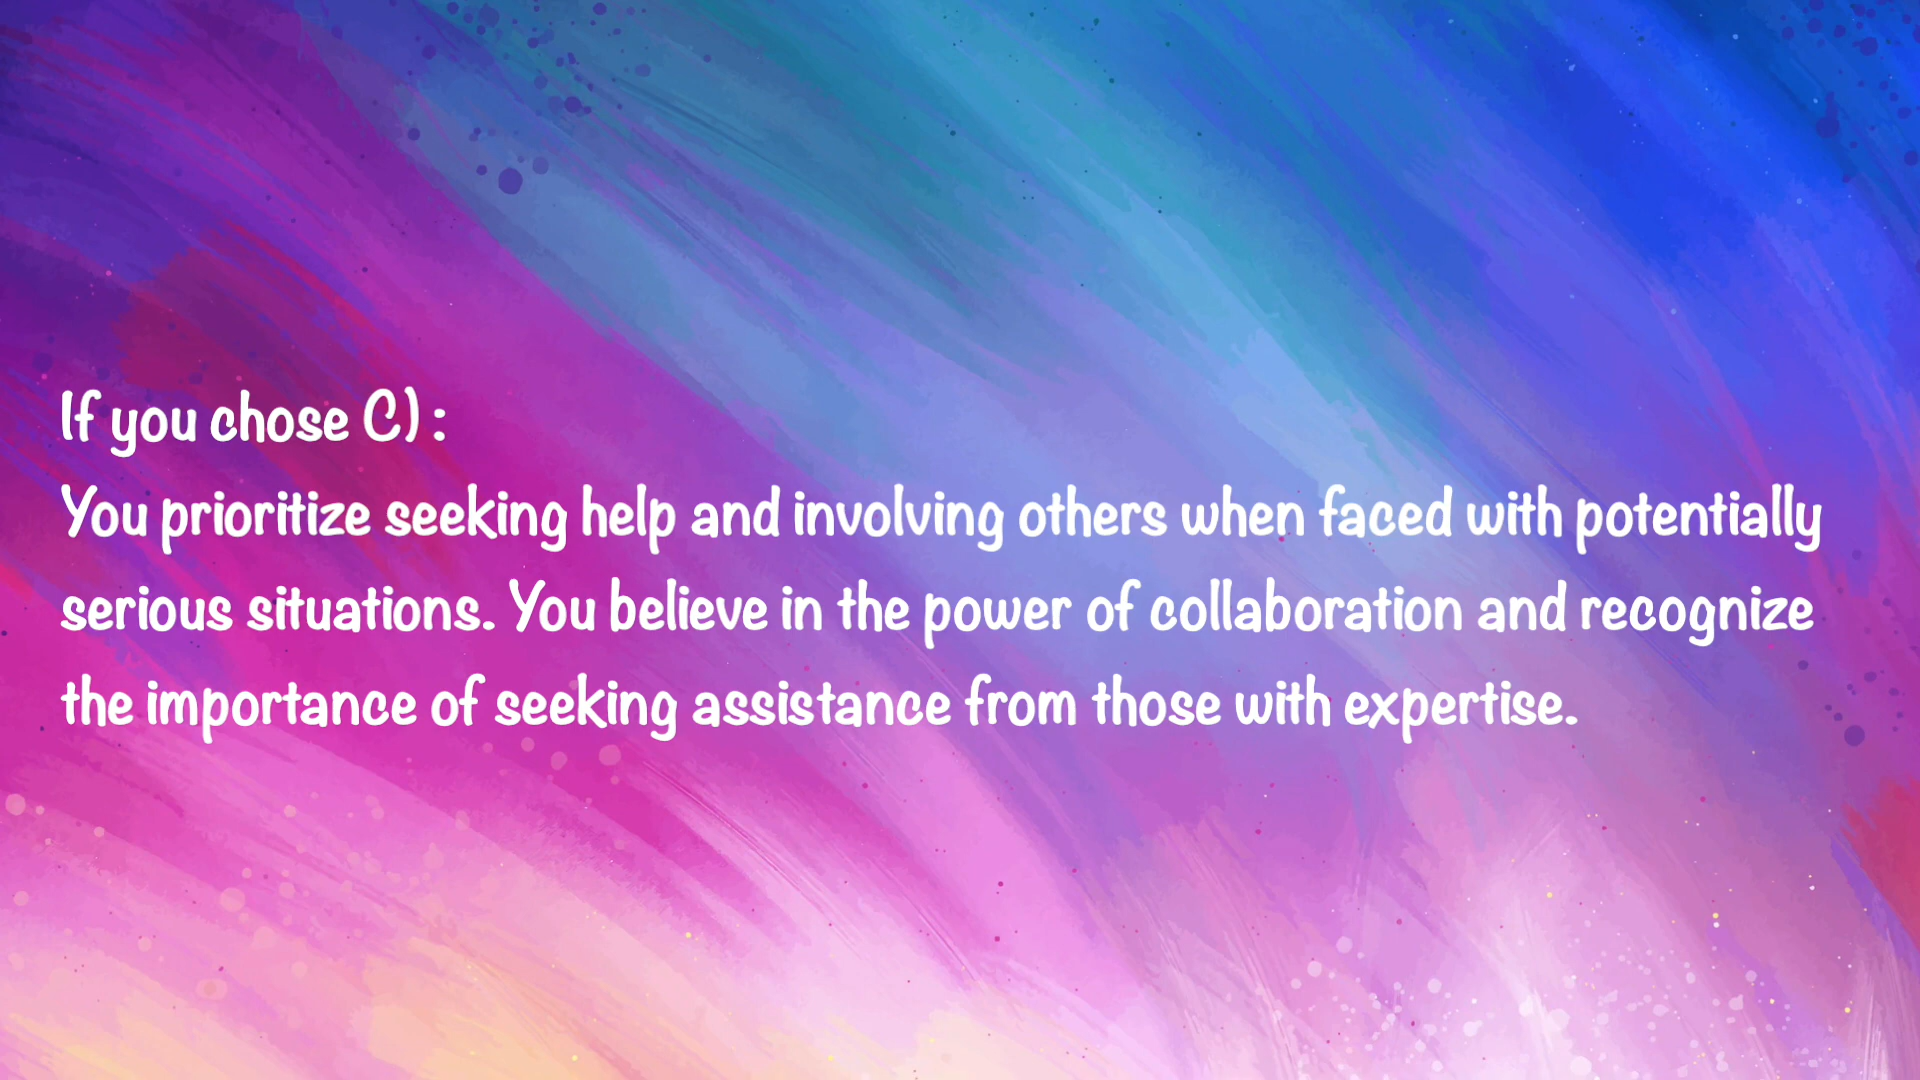 If you chose C) :
You prioritize seeking help and involving others when faced with potentially
serious situations. You believe in the power of collaboration and recognize
the importance of seeking assistance from those with expertise.